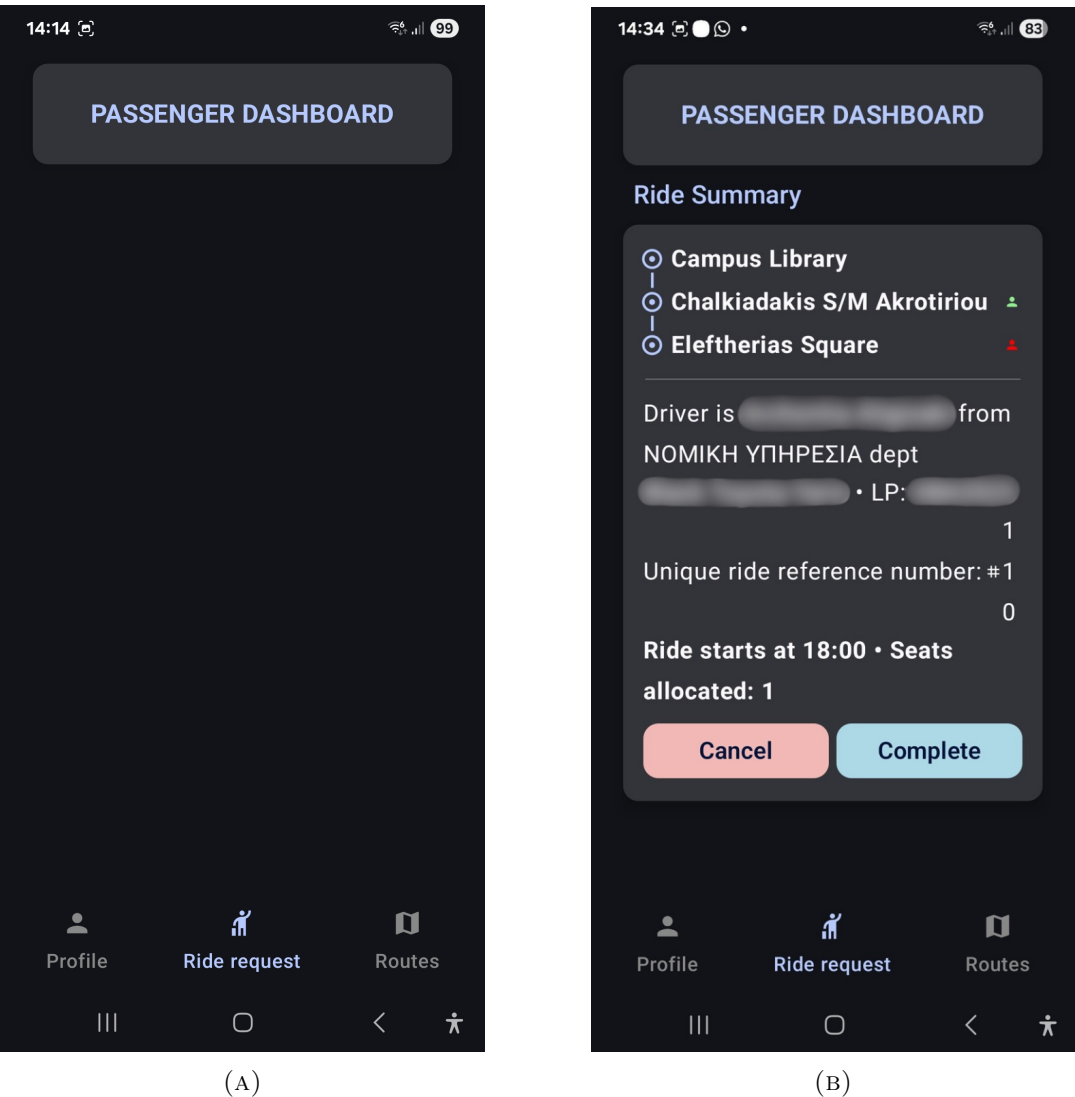 14:14
99
PASSENGER DASHBOARD
Profile
Ride request
Routes
(A)
14:34
83
PASSENGER DASHBOARD
Ride Summary
Campus Library
Chalkiadakis S/M Akrotiriou
Eleftherias Square
Driver is from
ΝΟΜΙΚΗ ΥΠΗΡΕΣΙΑ dept
• LP:
1
Unique ride reference number: #1
0
Ride starts at 18:00 • Seats
allocated: 1
Cancel
Complete
Profile
Ride request
Routes
(B)